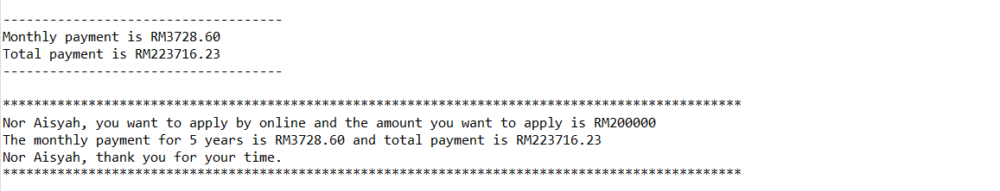 ------------------------------------
Monthly payment is RM3728.60
Total payment is RM223716.23
------------------------------------
***********************************************************************************************
Nor Aisyah, you want to apply by online and the amount you want to apply is RM200000
The monthly payment for 5 years is RM3728.60 and total payment is RM223716.23
Nor Aisyah, thank you for your time.
***********************************************************************************************